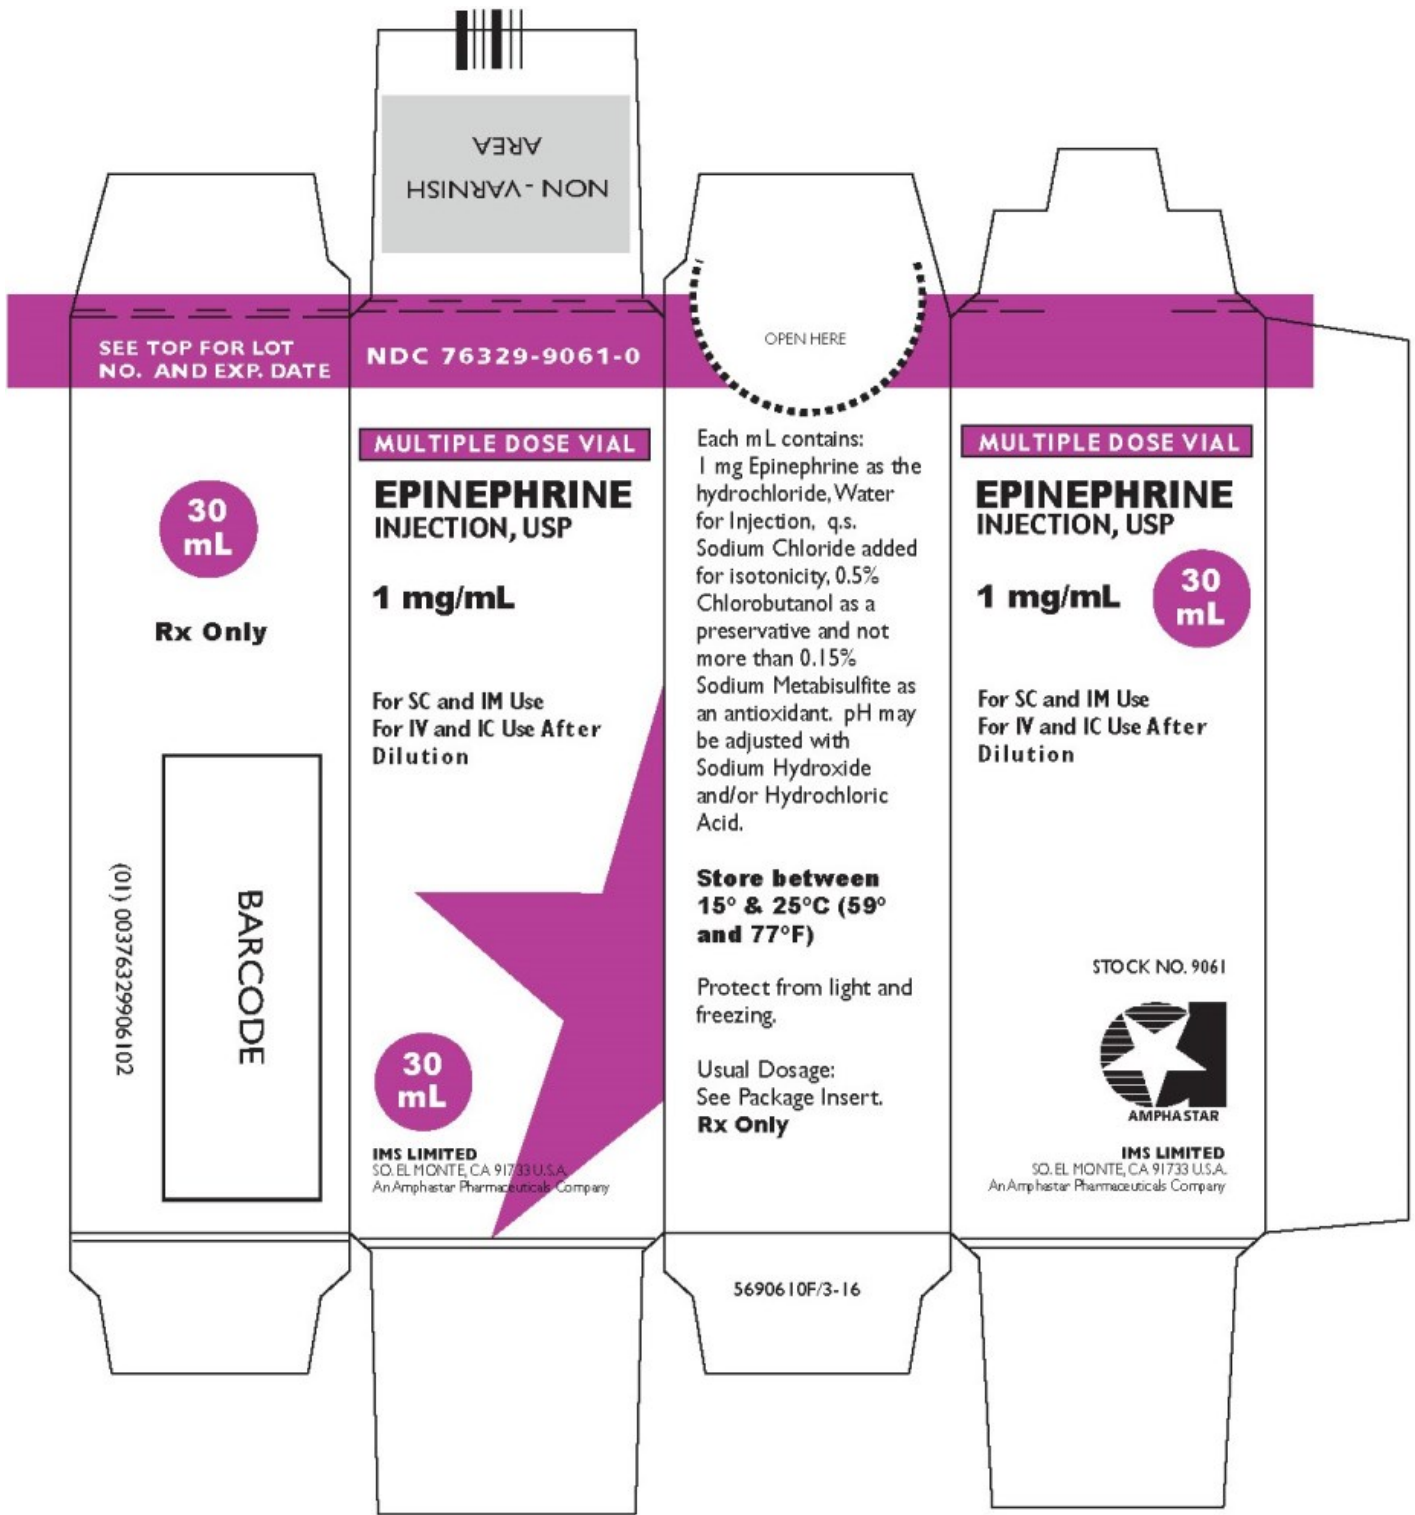 NON - VARNISH
AREA
SEE TOP FOR LOT
NO. AND EXP. DATE
30
mL
Rx Only
(01) 00376329906102
BARCODE
NDC 76329-9061-0
MULTIPLE DOSE VIAL
EPINEPHRINE
INJECTION, USP
1 mg/mL
For SC and IM Use
For IV and IC Use After
Dilution
30
mL
IMS LIMITED
SO. EL MONTE, CA 91733 U.S.A.
An Amphastar Pharmaceuticals Company
OPEN HERE
Each mL contains:
1 mg Epinephrine as the
hydrochloride, Water
for Injection, q.s.
Sodium Chloride added
for isotonicity, 0.5%
Chlorobutanol as a
preservative and not
more than 0.15%
Sodium Metabisulfite as
an antioxidant. pH may
be adjusted with
Sodium Hydroxide
and/or Hydrochloric
Acid.
Store between
15° & 25°C (59°
and 77°F)
Protect from light and
freezing.
Usual Dosage:
See Package Insert.
Rx Only
5690610F/3-16
MULTIPLE DOSE VIAL
EPINEPHRINE
INJECTION, USP
1 mg/mL
30
mL
For SC and IM Use
For IV and IC Use After
Dilution
STOCK NO. 9061
AMPHASTAR
IMS LIMITED
SO. EL MONTE, CA 91733 U.S.A.
An Amphastar Pharmaceuticals Company